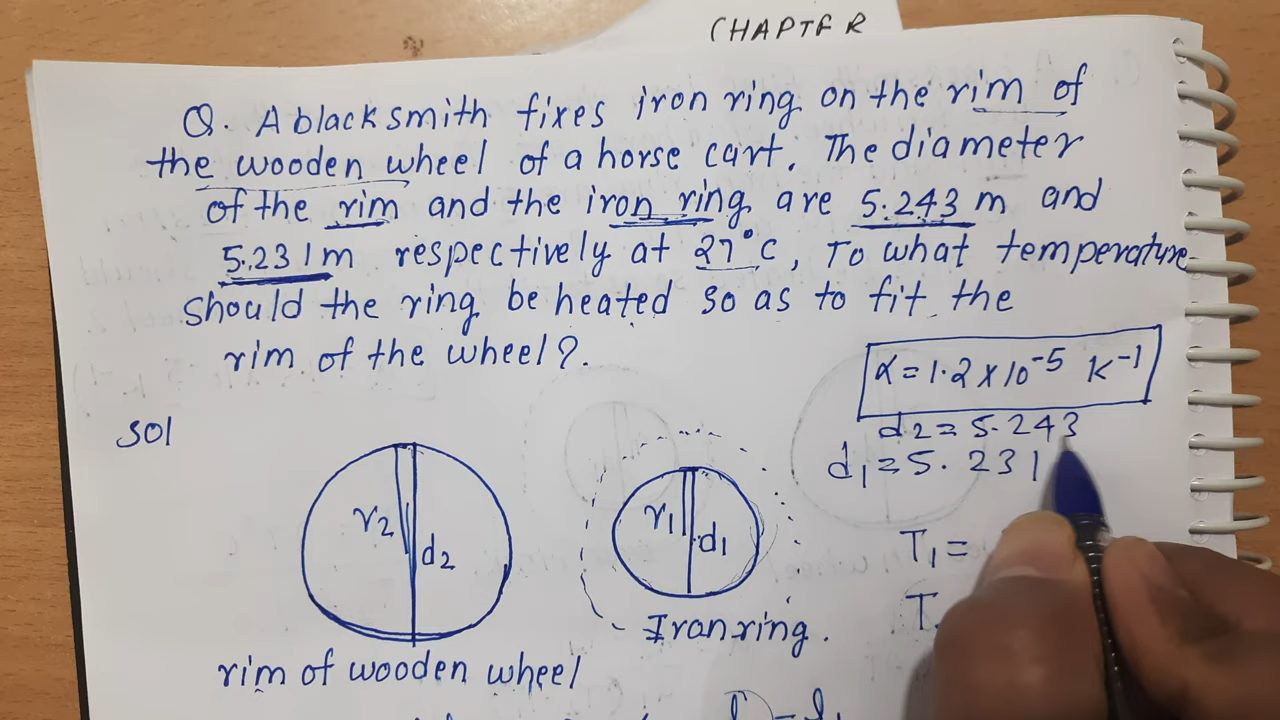 CHAPTER
Q. A blacksmith fixes iron ring on the rim of
the wooden wheel of a horse cart. The diameter
of the rim and the iron ring are 5.243 m and
5.231 m respectively at 27°C, To what temperature
should the ring be heated so as to fit the
rim of the wheel?.
α = 1.2 × 10⁻⁵ K⁻¹
sol
d2 = 5.243
d1 = 5. 231
r2
d2
r1
d1
T1 =
T
Iron ring.
rim of wooden wheel